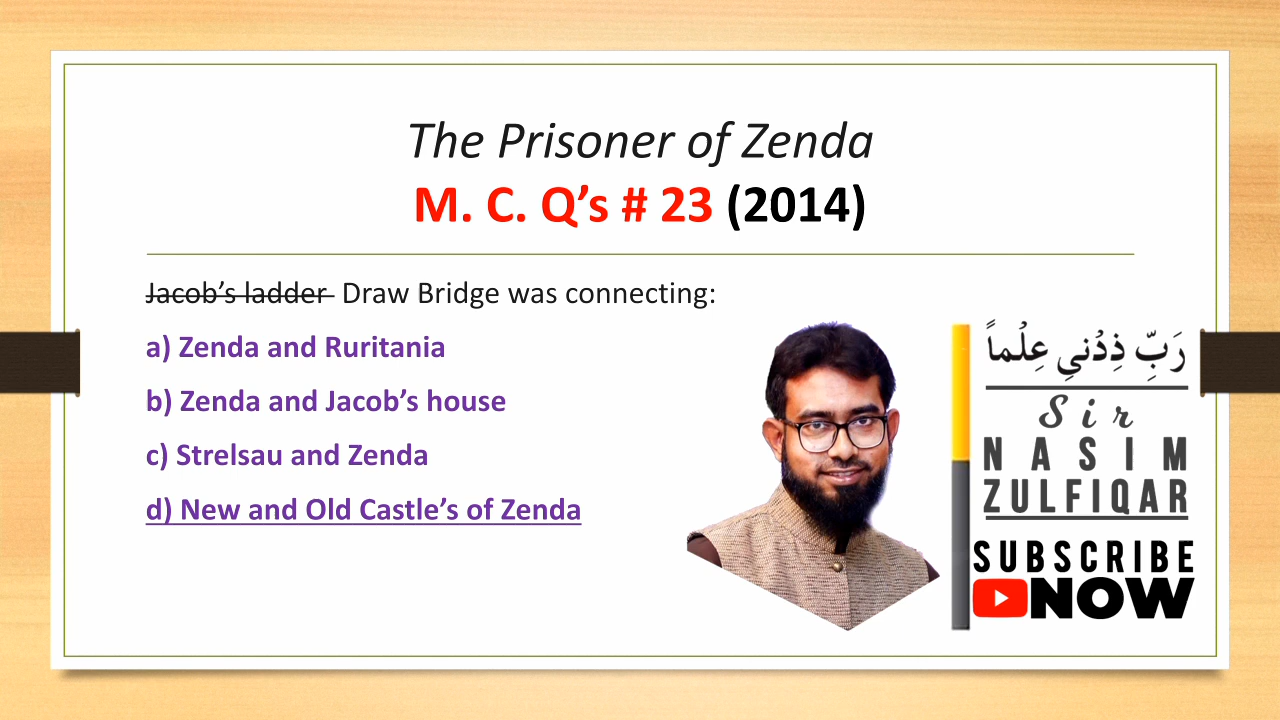 The Prisoner of Zenda
M. C. Q’s # 23 (2014)
Jacob’s ladder Draw Bridge was connecting:
a) Zenda and Ruritania
b) Zenda and Jacob’s house
c) Strelsau and Zenda
d) New and Old Castle’s of Zenda
رَبِّ ذِدْنيِ عِلْماً
Sir
NASIM
ZULFIQAR
SUBSCRIBE
NOW